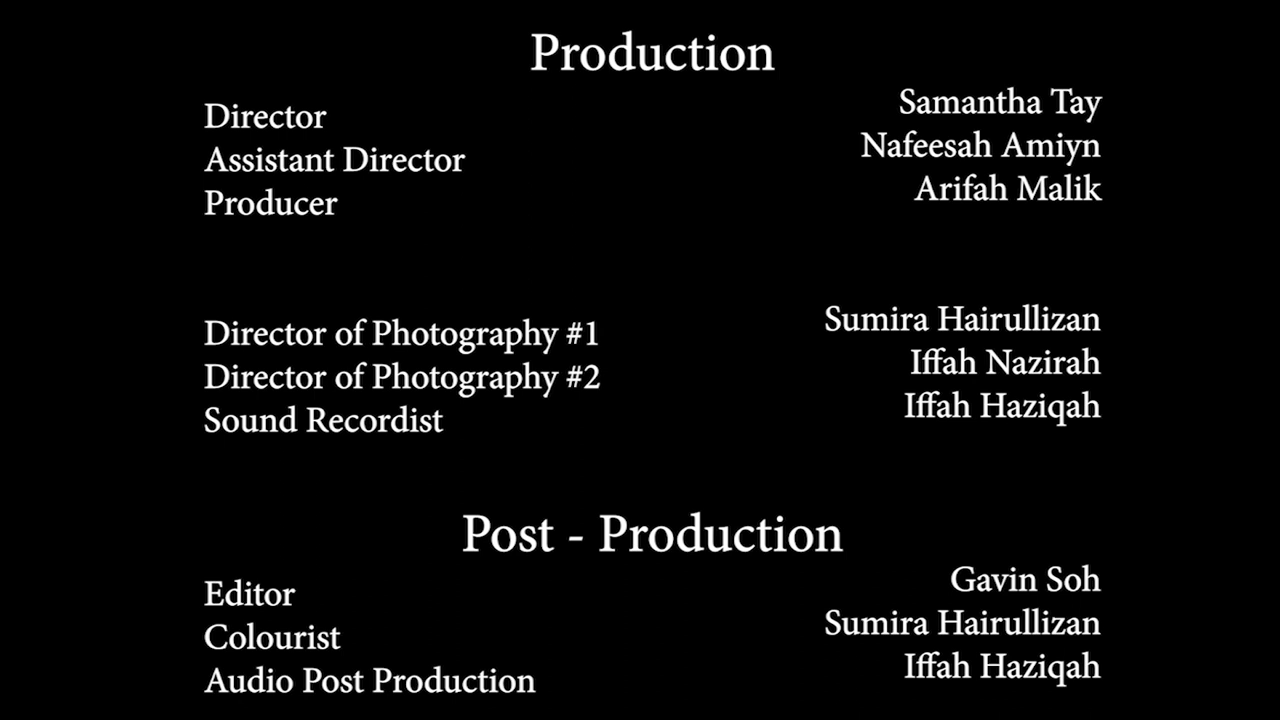 Production
Director Samantha Tay
Assistant Director Nafeesah Amiyn
Producer Arifah Malik
Director of Photography #1 Sumira Hairullizan
Director of Photography #2 Iffah Nazirah
Sound Recordist Iffah Haziqah
Post - Production
Editor Gavin Soh
Colourist Sumira Hairullizan
Audio Post Production Iffah Haziqah